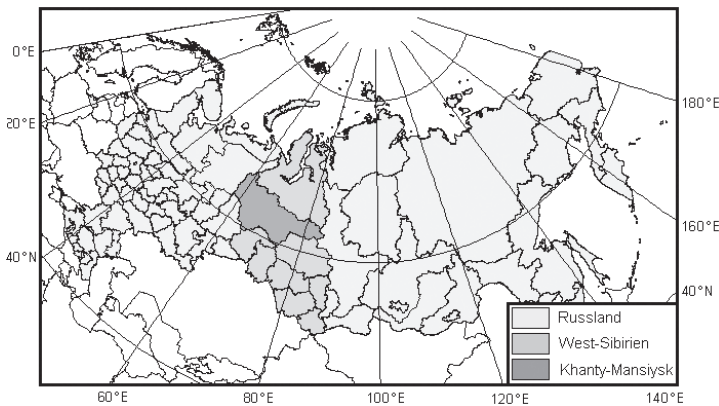 0°E
20°E
40°N
180°E
160°E
40°N
Russland
West-Sibirien
Khanty-Mansiysk
60°E
80°E
100°E
120°E
140°E